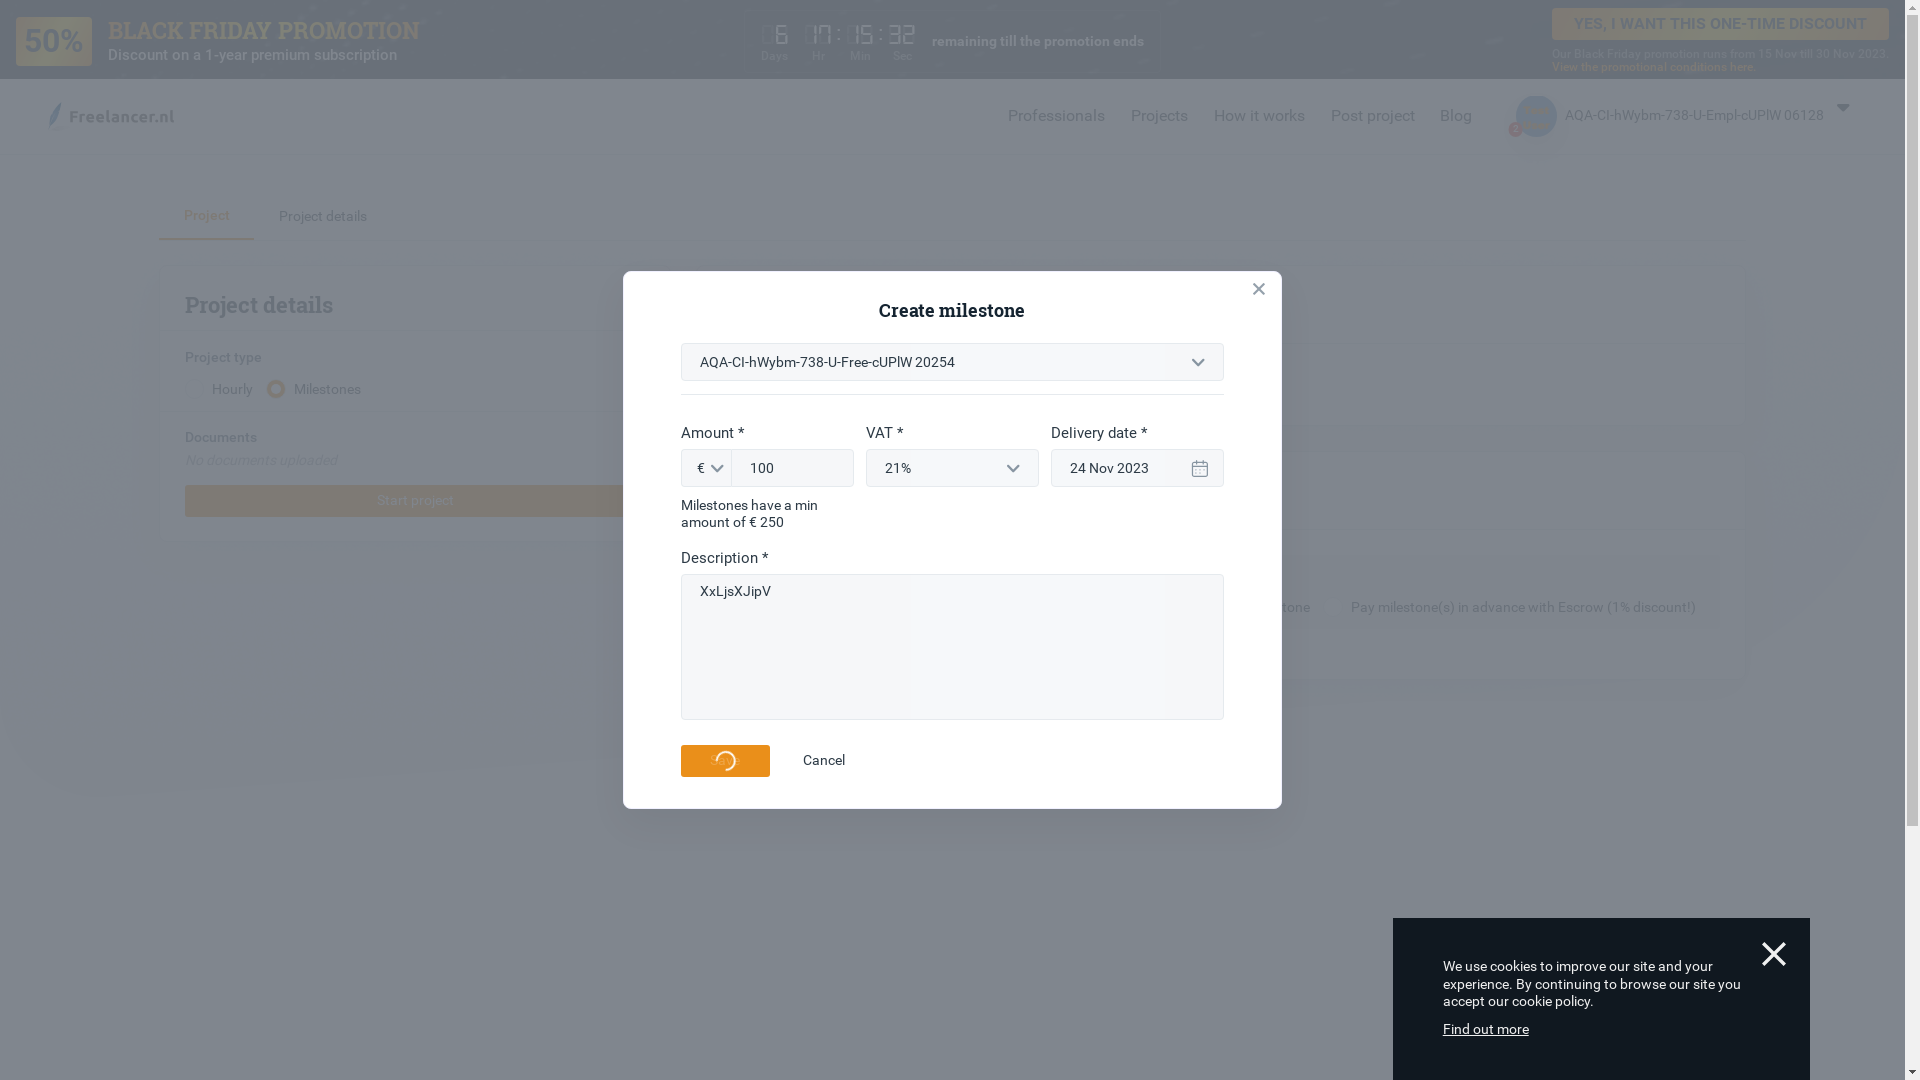 50%
BLACK FRIDAY PROMOTION
Discount on a 1-year premium subscription
6 17 : 15 : 32
Days Hr Min Sec
remaining till the promotion ends
YES, I WANT THIS ONE-TIME DISCOUNT
Our Black Friday promotion runs from 15 Nov till 30 Nov 2023.
View the promotional conditions here
Freelancer.nl
Professionals
Projects
How it works
Post project
Blog
AQA-CI-hWybm-738-U-Empl-cUPlW 06128
Project
Project details
Project details
Project type
Hourly
Milestones
Documents
No documents uploaded
Start project
Create milestone
AQA-CI-hWybm-738-U-Free-cUPlW 20254
Amount *
VAT *
Delivery date *
€
100
21%
24 Nov 2023
Milestones have a min
amount of € 250
Description *
XxLjsXJipV
Save
Cancel
tone
Pay milestone(s) in advance with Escrow (1% discount!)
We use cookies to improve our site and your
experience. By continuing to browse our site you
accept our cookie policy.
Find out more